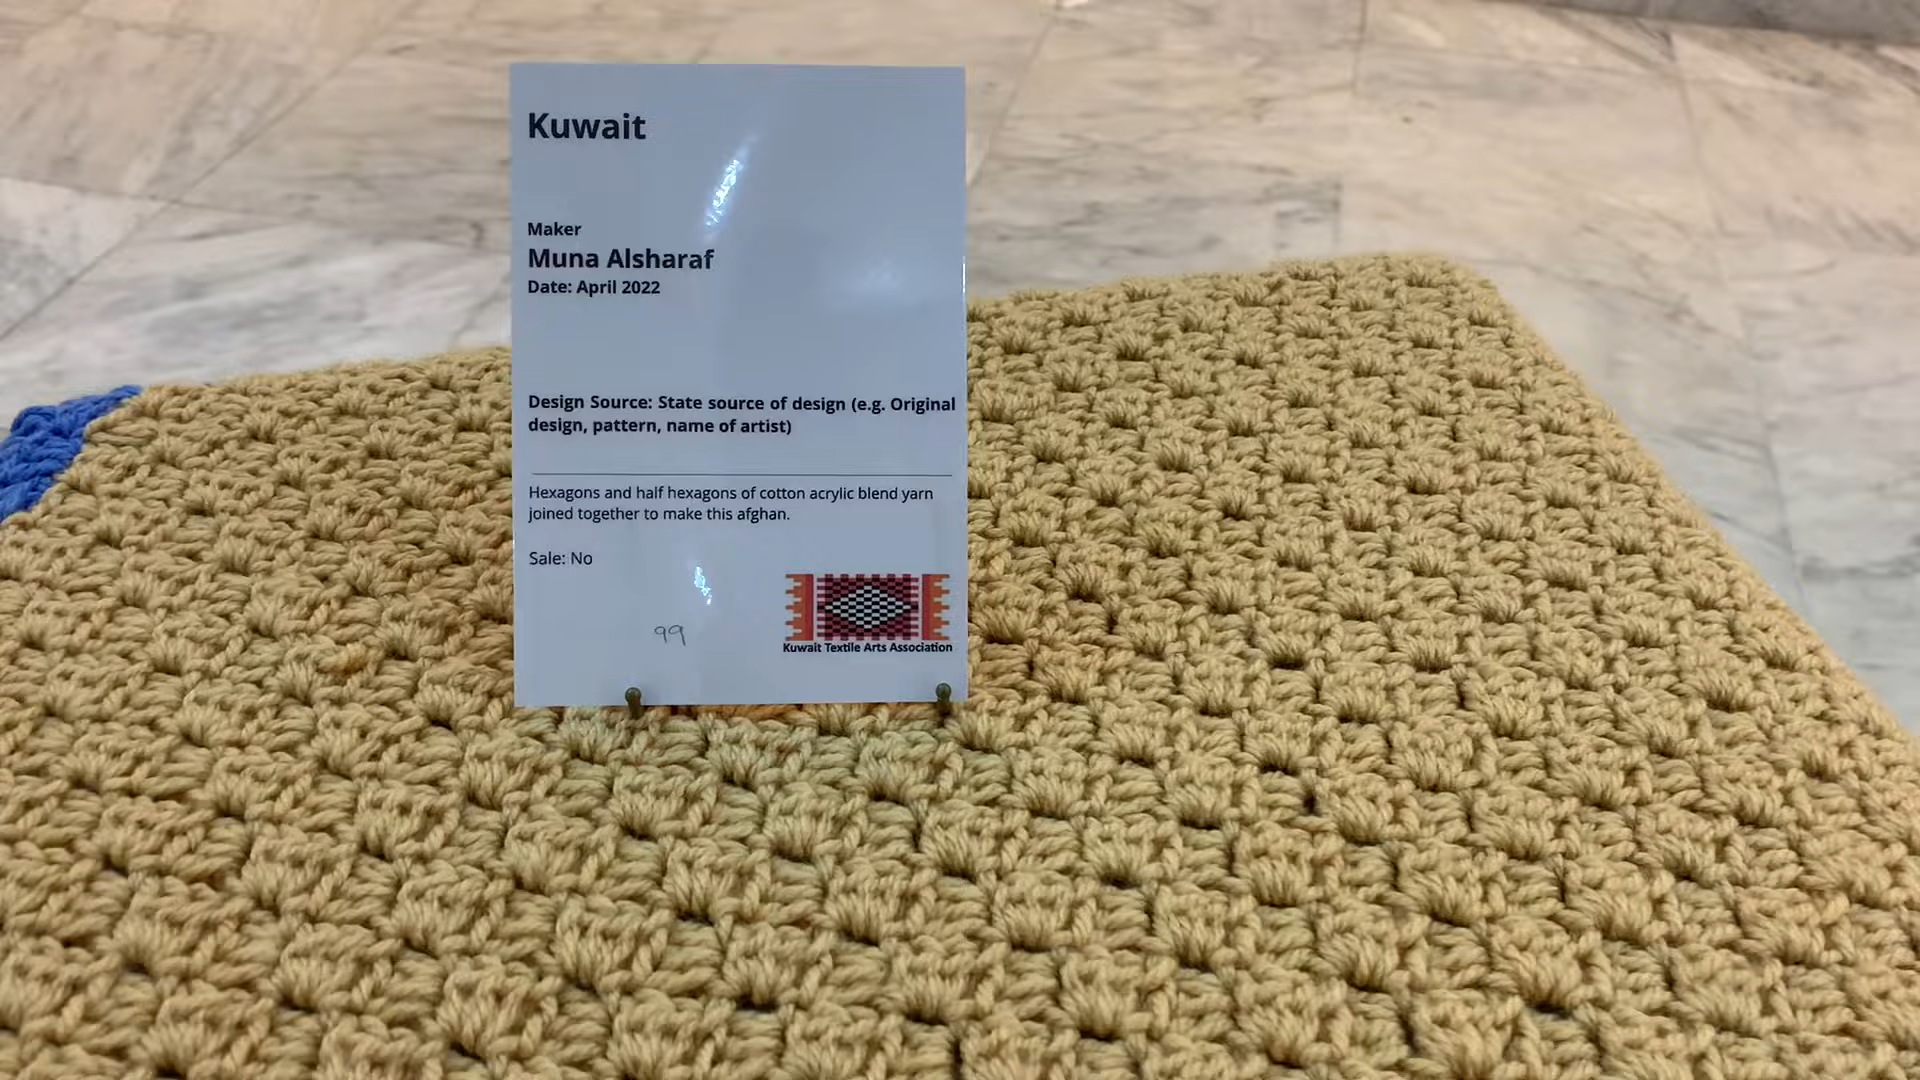 Kuwait
Maker
Muna Alsharaf
Date: April 2022
Design Source: State source of design (e.g. Original
design, pattern, name of artist)
Hexagons and half hexagons of cotton acrylic blend yarn
joined together to make this afghan.
Sale: No
99
Kuwait Textile Arts Association